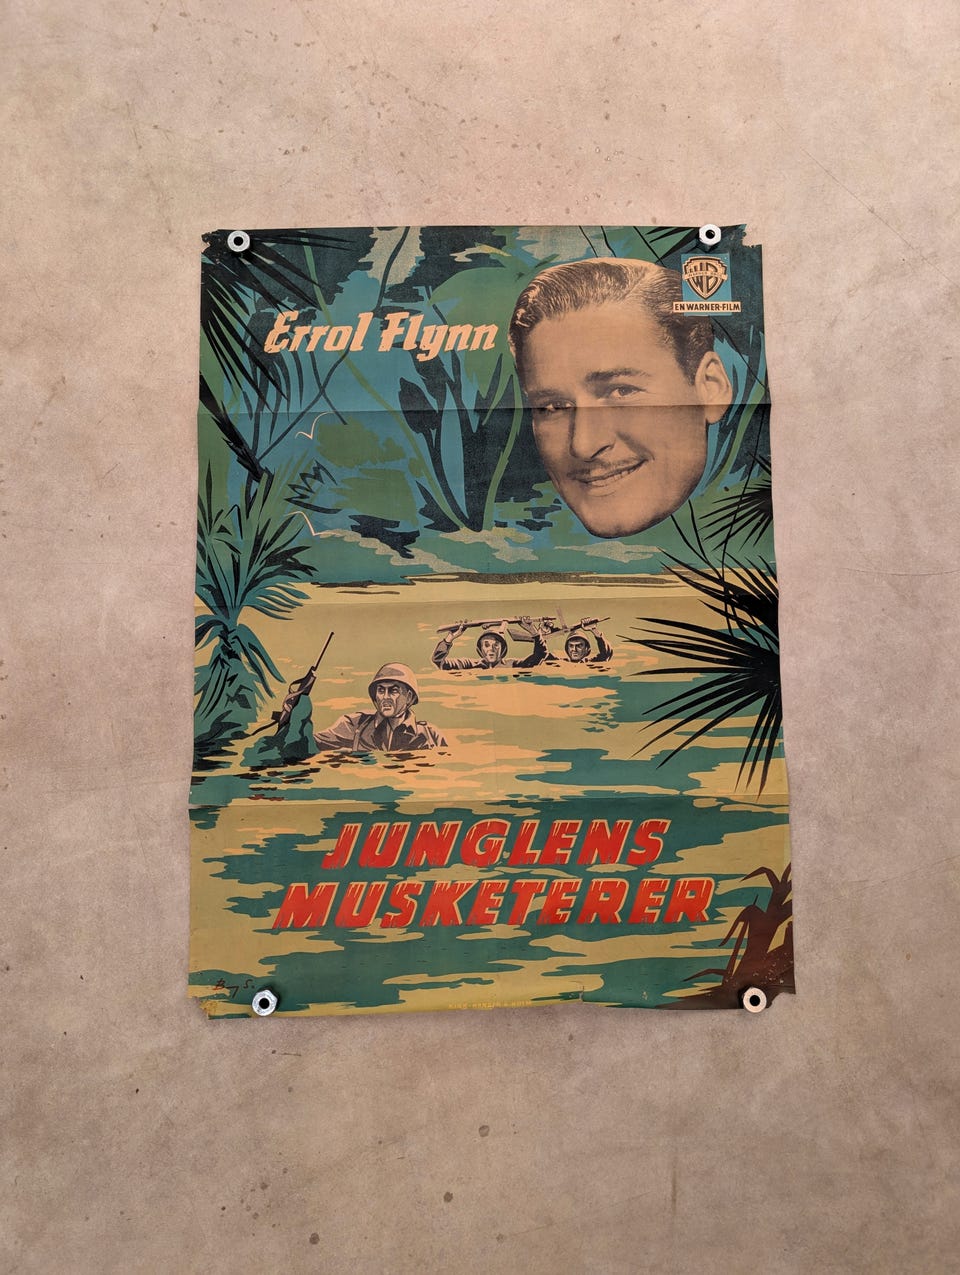 Errol Flynn
WB
EN WARNER-FILM
JUNGLENS
MUSKETERER